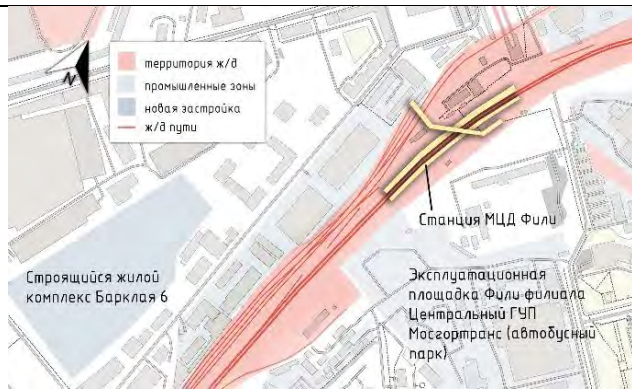 N
территория ж/д
промышленные зоны
новая застройка
ж/д пути
Станция МЦД Фили
Строящийся жилой
комплекс Барклая 6
Эксплуатационная
площадка Фили филиала
Центральный ГУП
Мосгортранс (автобусный
парк)